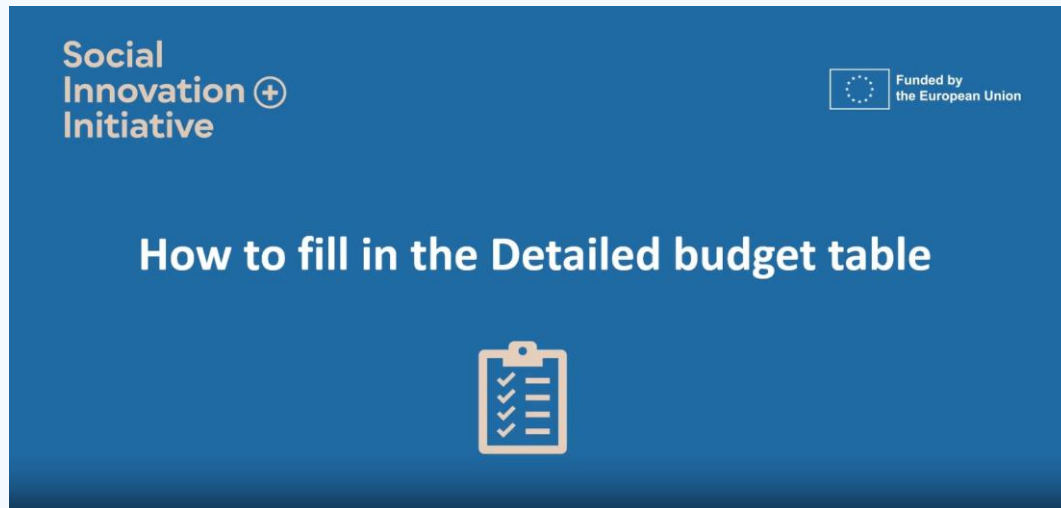 Social
Innovation ⊕
Initiative
Funded by
the European Union
How to fill in the Detailed budget table